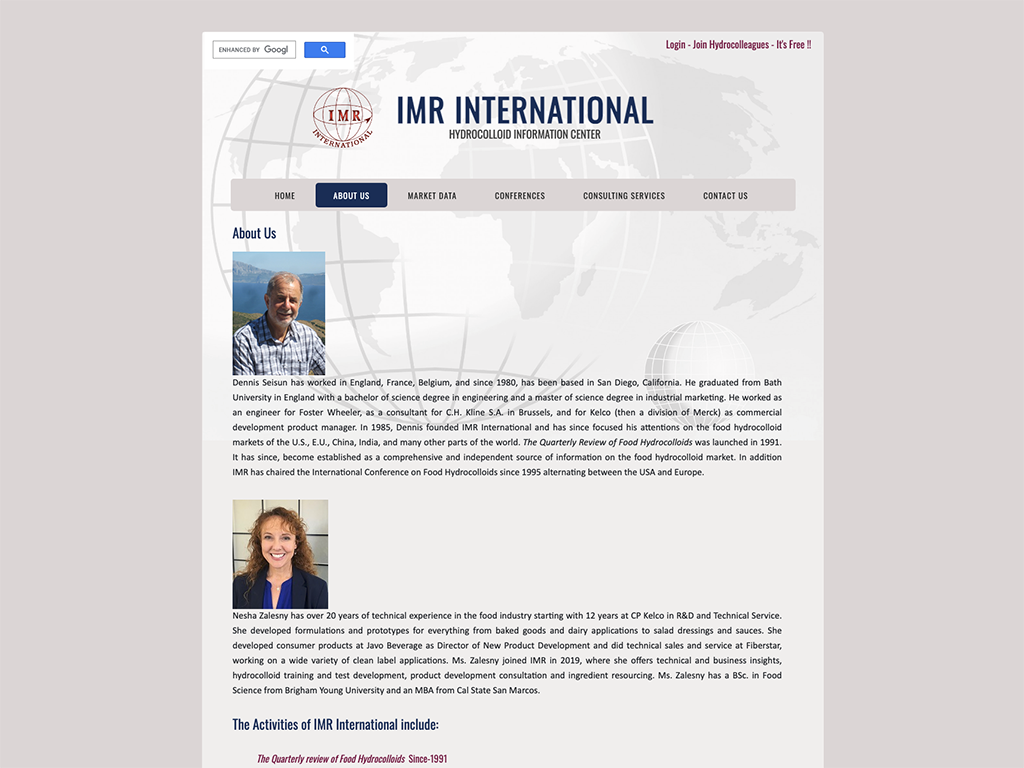 ENHANCED BY Googl
Login - Join Hydrocolleagues - It's Free !!
IMR
INTERNATIONAL
IMR INTERNATIONAL
HYDROCOLLOID INFORMATION CENTER
HOME ABOUT US MARKET DATA CONFERENCES CONSULTING SERVICES CONTACT US
About Us
Dennis Seisun has worked in England, France, Belgium, and since 1980, has been based in San Diego, California. He graduated from Bath
University in England with a bachelor of science degree in engineering and a master of science degree in industrial marketing. He worked as
an engineer for Foster Wheeler, as a consultant for C.H. Kline S.A. in Brussels, and for Kelco (then a division of Merck) as commercial
development product manager. In 1985, Dennis founded IMR International and has since focused his attentions on the food hydrocolloid
markets of the U.S., E.U., China, India, and many other parts of the world. The Quarterly Review of Food Hydrocolloids was launched in 1991.
It has since, become established as a comprehensive and independent source of information on the food hydrocolloid market. In addition
IMR has chaired the International Conference on Food Hydrocolloids since 1995 alternating between the USA and Europe.
Nesha Zalesny has over 20 years of technical experience in the food industry starting with 12 years at CP Kelco in R&D and Technical Service.
She developed formulations and prototypes for everything from baked goods and dairy applications to salad dressings and sauces. She
developed consumer products at Javo Beverage as Director of New Product Development and did technical sales and service at Fiberstar,
working on a wide variety of clean label applications. Ms. Zalesny joined IMR in 2019, where she offers technical and business insights,
hydrocolloid training and test development, product development consultation and ingredient resourcing. Ms. Zalesny has a BSc. in Food
Science from Brigham Young University and an MBA from Cal State San Marcos.
The Activities of IMR International include:
The Quarterly review of Food Hydrocolloids Since-1991